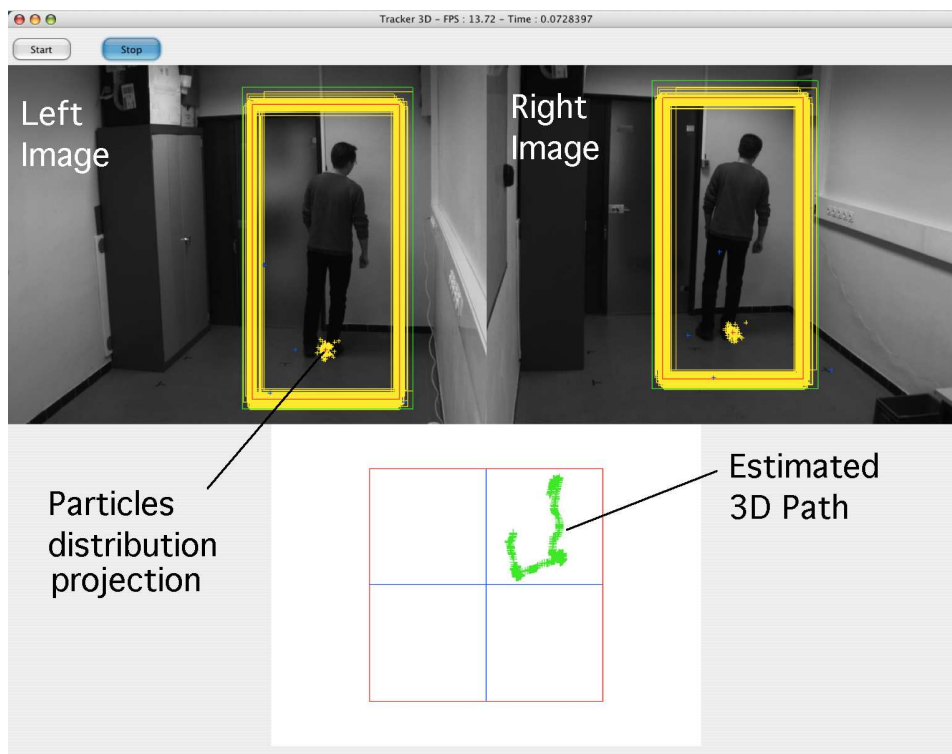 Tracker 3D - FPS : 13.72 - Time : 0.0728397
Start
Stop
Left
Image
Right
Image
Particles
distribution
projection
Estimated
3D Path